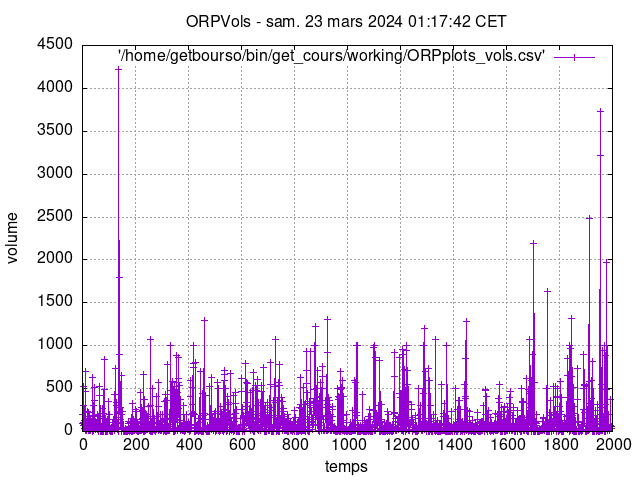 ORPVols - sam. 23 mars 2024 01:17:42 CET
'/home/getbourso/bin/get_cours/working/ORPplots_vols.csv'
4500
4000
3500
3000
2500
2000
1500
1000
500
0
volume
0 200 400 600 800 1000 1200 1400 1600 1800 2000
temps